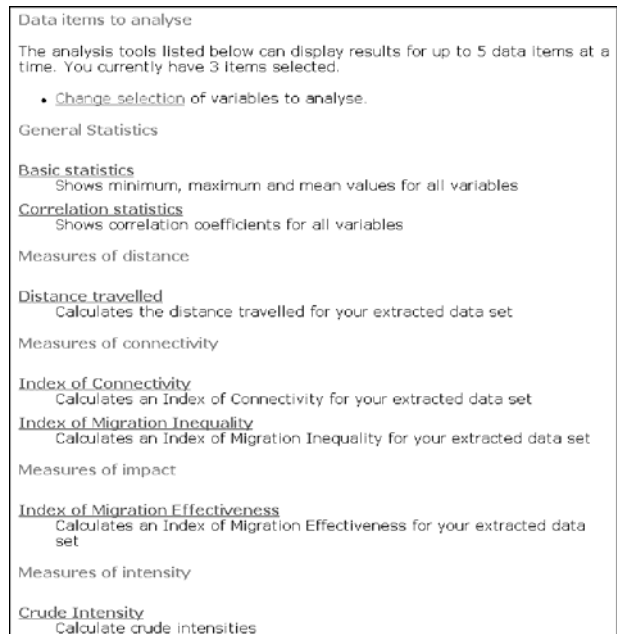 Data items to analyse
The analysis tools listed below can display results for up to 5 data items at a
time. You currently have 3 items selected.
• Change selection of variables to analyse.
General Statistics
Basic statistics
Shows minimum, maximum and mean values for all variables
Correlation statistics
Shows correlation coefficients for all variables
Measures of distance
Distance travelled
Calculates the distance travelled for your extracted data set
Measures of connectivity
Index of Connectivity
Calculates an Index of Connectivity for your extracted data set
Index of Migration Inequality
Calculates an Index of Migration Inequality for your extracted data set
Measures of impact
Index of Migration Effectiveness
Calculates an Index of Migration Effectiveness for your extracted data
set
Measures of intensity
Crude Intensity
Calculate crude intensities